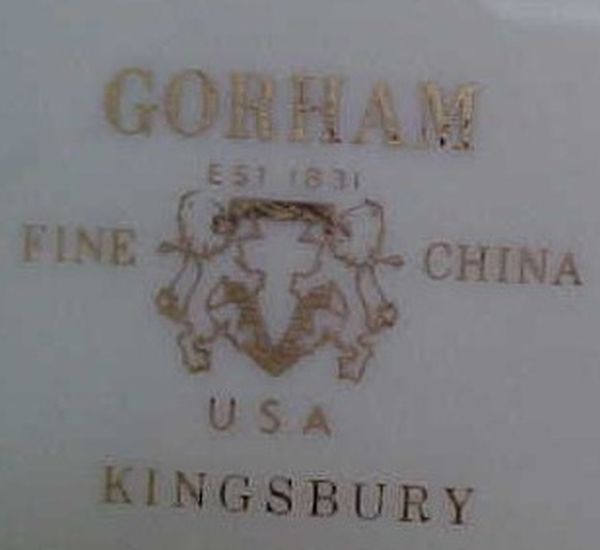 GORHAM
EST 1831
FINE CHINA
USA
KINGSBURY